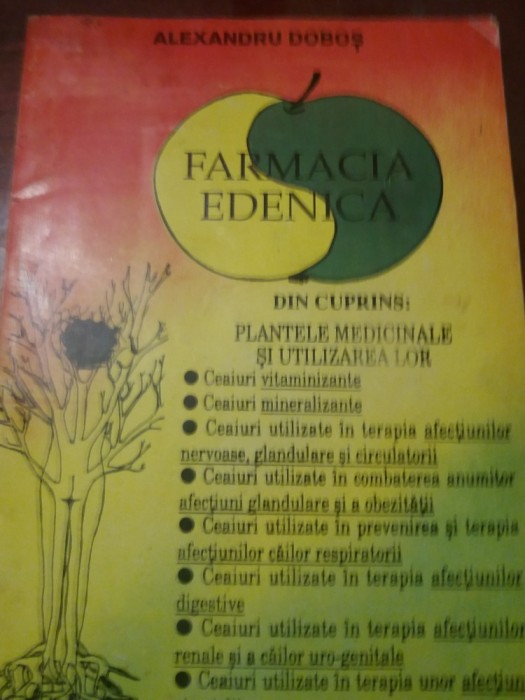 ALEXANDRU DOBOȘ
FARMACIA
EDENICA
DIN CUPRINS:
PLANTELE MEDICINALE
ȘI UTILIZAREA LOR
● Ceaiuri vitaminizante
● Ceaiuri mineralizante
● Ceaiuri utilizate în terapia afecțiunilor
nervoase, glandulare și circulatorii
● Ceaiuri utilizate în combaterea anumitor
afecțiuni glandulare și a obezității
● Ceaiuri utilizate în prevenirea și terapia
afecțiunilor căilor respiratorii
● Ceaiuri utilizate în terapia afecțiunilor
digestive
● Ceaiuri utilizate în terapia afecțiunilor
renale și a căilor uro-genitale
● Ceaiuri utilizate în terapia unor afecțiun